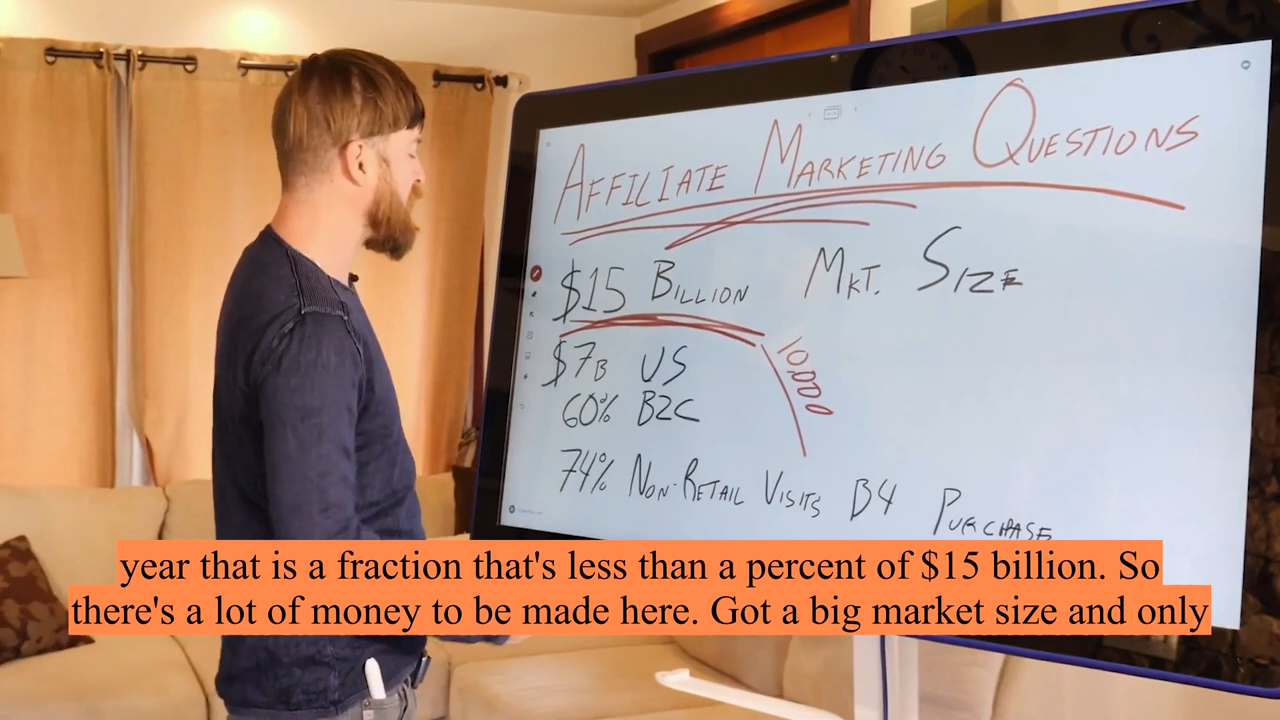 AFFILIATE MARKETING QUESTIONS
$15 BILLION MKT. SIZE
$7B US
10,000
60% B2C
74% NON-RETAIL VISITS B4 PURCHASE
year that is a fraction that's less than a percent of $15 billion. So
there's a lot of money to be made here. Got a big market size and only